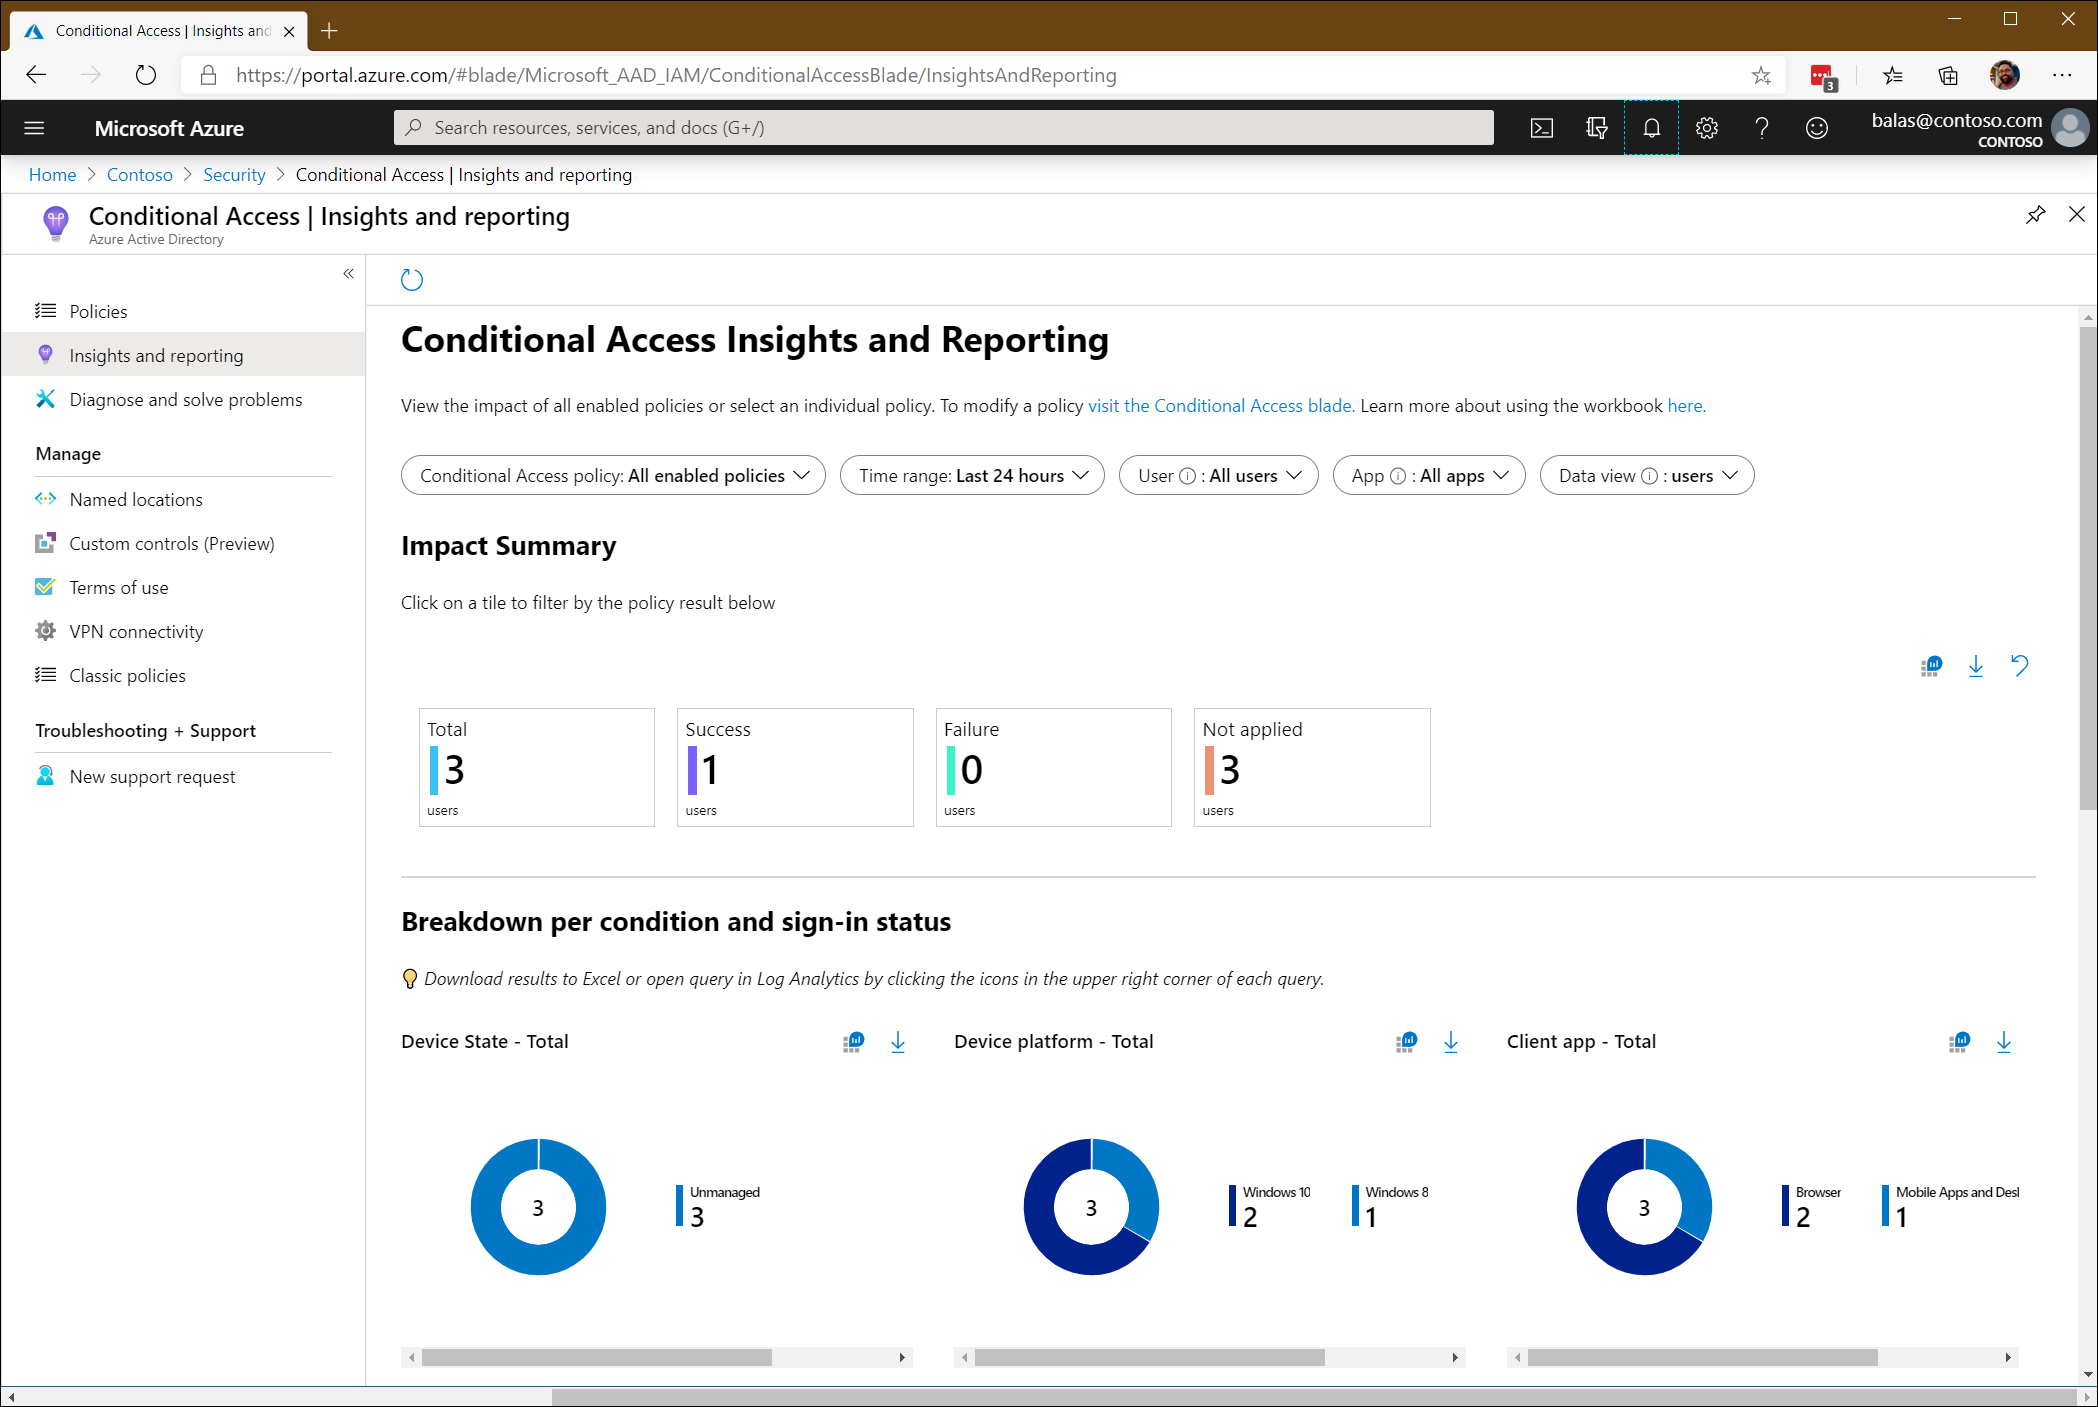 Conditional Access | Insights and
https://portal.azure.com/#blade/Microsoft_AAD_IAM/ConditionalAccessBlade/InsightsAndReporting
3
Microsoft Azure
Search resources, services, and docs (G+/)
balas@contoso.com
CONTOSO
Home > Contoso > Security > Conditional Access | Insights and reporting
Conditional Access | Insights and reporting
Azure Active Directory
Policies
Insights and reporting
Diagnose and solve problems
Manage
Named locations
Custom controls (Preview)
Terms of use
VPN connectivity
Classic policies
Troubleshooting + Support
New support request
Conditional Access Insights and Reporting
View the impact of all enabled policies or select an individual policy. To modify a policy visit the Conditional Access blade. Learn more about using the workbook here.
Conditional Access policy: All enabled policies
Time range: Last 24 hours
User : All users
App : All apps
Data view : users
Impact Summary
Click on a tile to filter by the policy result below
Total
3
users
Success
1
users
Failure
0
users
Not applied
3
users
Breakdown per condition and sign-in status
Download results to Excel or open query in Log Analytics by clicking the icons in the upper right corner of each query.
Device State - Total
3
Unmanaged
3
Device platform - Total
3
Windows 10
2
Windows 8
1
Client app - Total
3
Browser
2
Mobile Apps and Desl
1